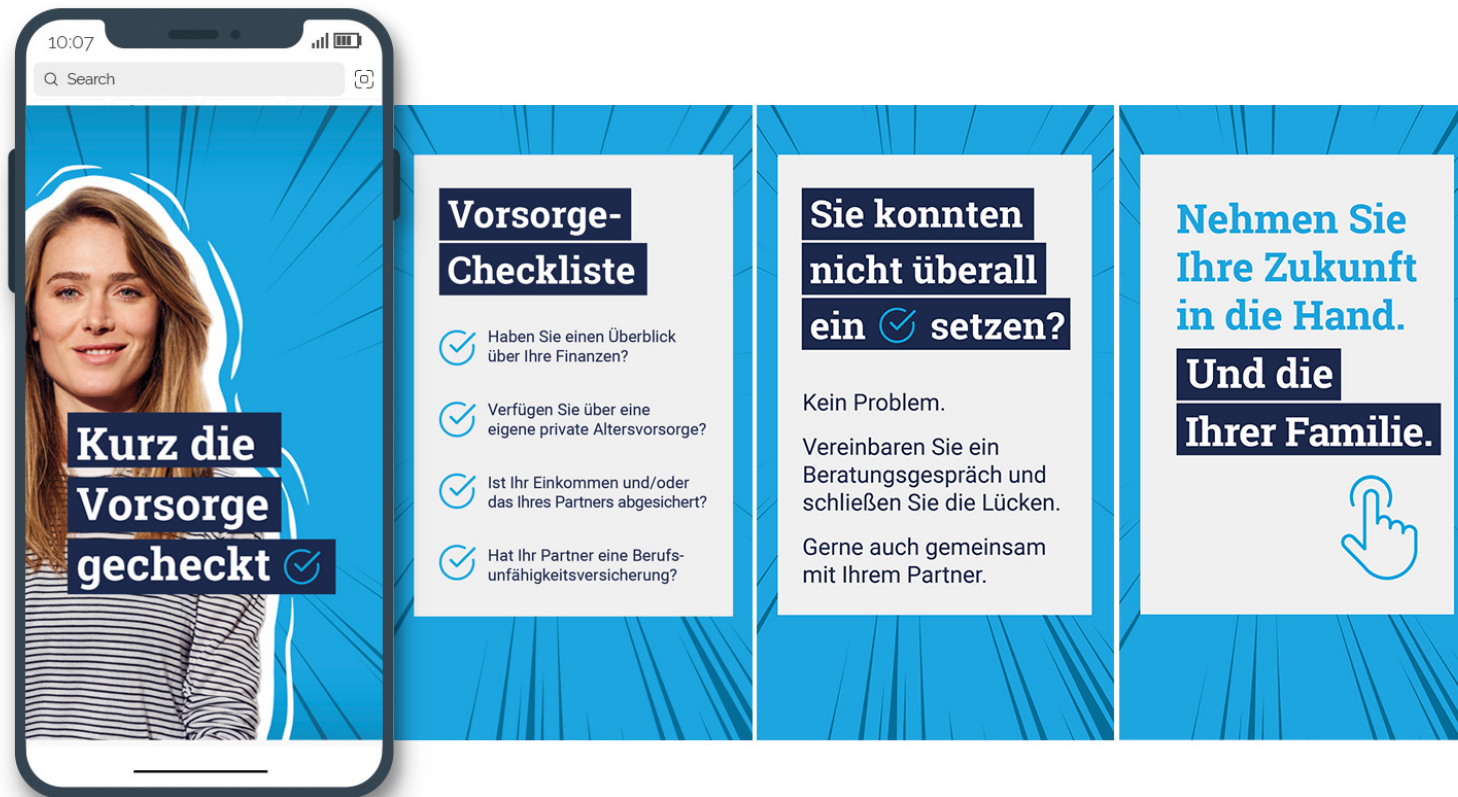 10:07
Search
Kurz die
Vorsorge
gecheckt
Vorsorge-
Checkliste
Haben Sie einen Überblick
über Ihre Finanzen?
Verfügen Sie über eine
eigene private Altersvorsorge?
Ist Ihr Einkommen und/oder
das Ihres Partners abgesichert?
Hat Ihr Partner eine Berufs-
unfähigkeitsversicherung?
Sie konnten
nicht überall
ein setzen?
Kein Problem.
Vereinbaren Sie ein
Beratungsgespräch und
schließen Sie die Lücken.
Gerne auch gemeinsam
mit Ihrem Partner.
Nehmen Sie
Ihre Zukunft
in die Hand.
Und die
Ihrer Familie.